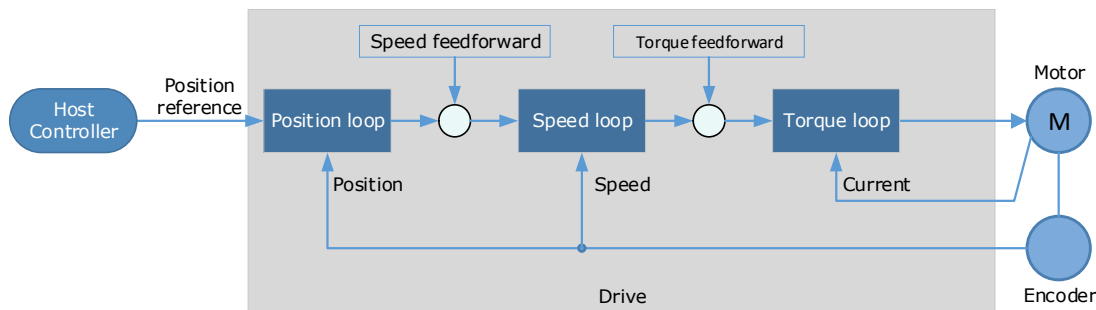 Speed feedforward
Torque feedforward
Motor
Position
reference
Host
Controller
Position loop
Speed loop
Torque loop
M
Position
Speed
Current
Drive
Encoder